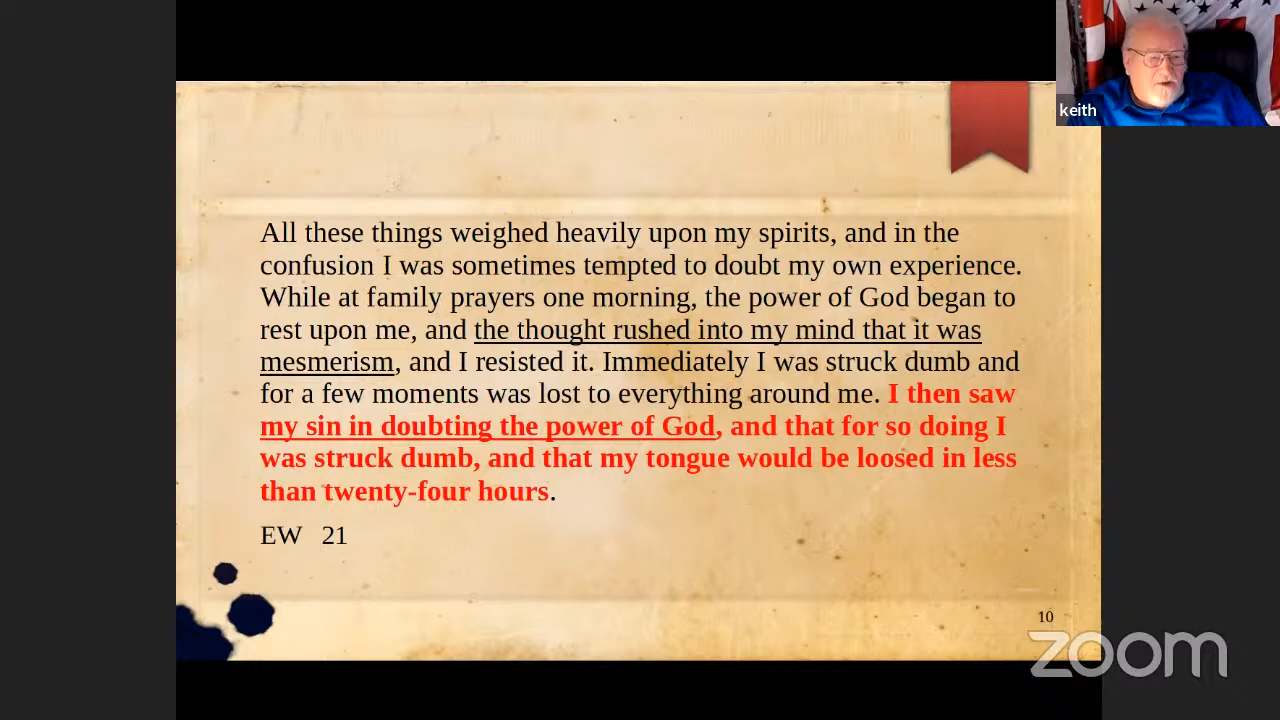 keith
All these things weighed heavily upon my spirits, and in the
confusion I was sometimes tempted to doubt my own experience.
While at family prayers one morning, the power of God began to
rest upon me, and the thought rushed into my mind that it was
mesmerism, and I resisted it. Immediately I was struck dumb and
for a few moments was lost to everything around me. I then saw
my sin in doubting the power of God, and that for so doing I
was struck dumb, and that my tongue would be loosed in less
than twenty-four hours.
EW 21
10
zoom